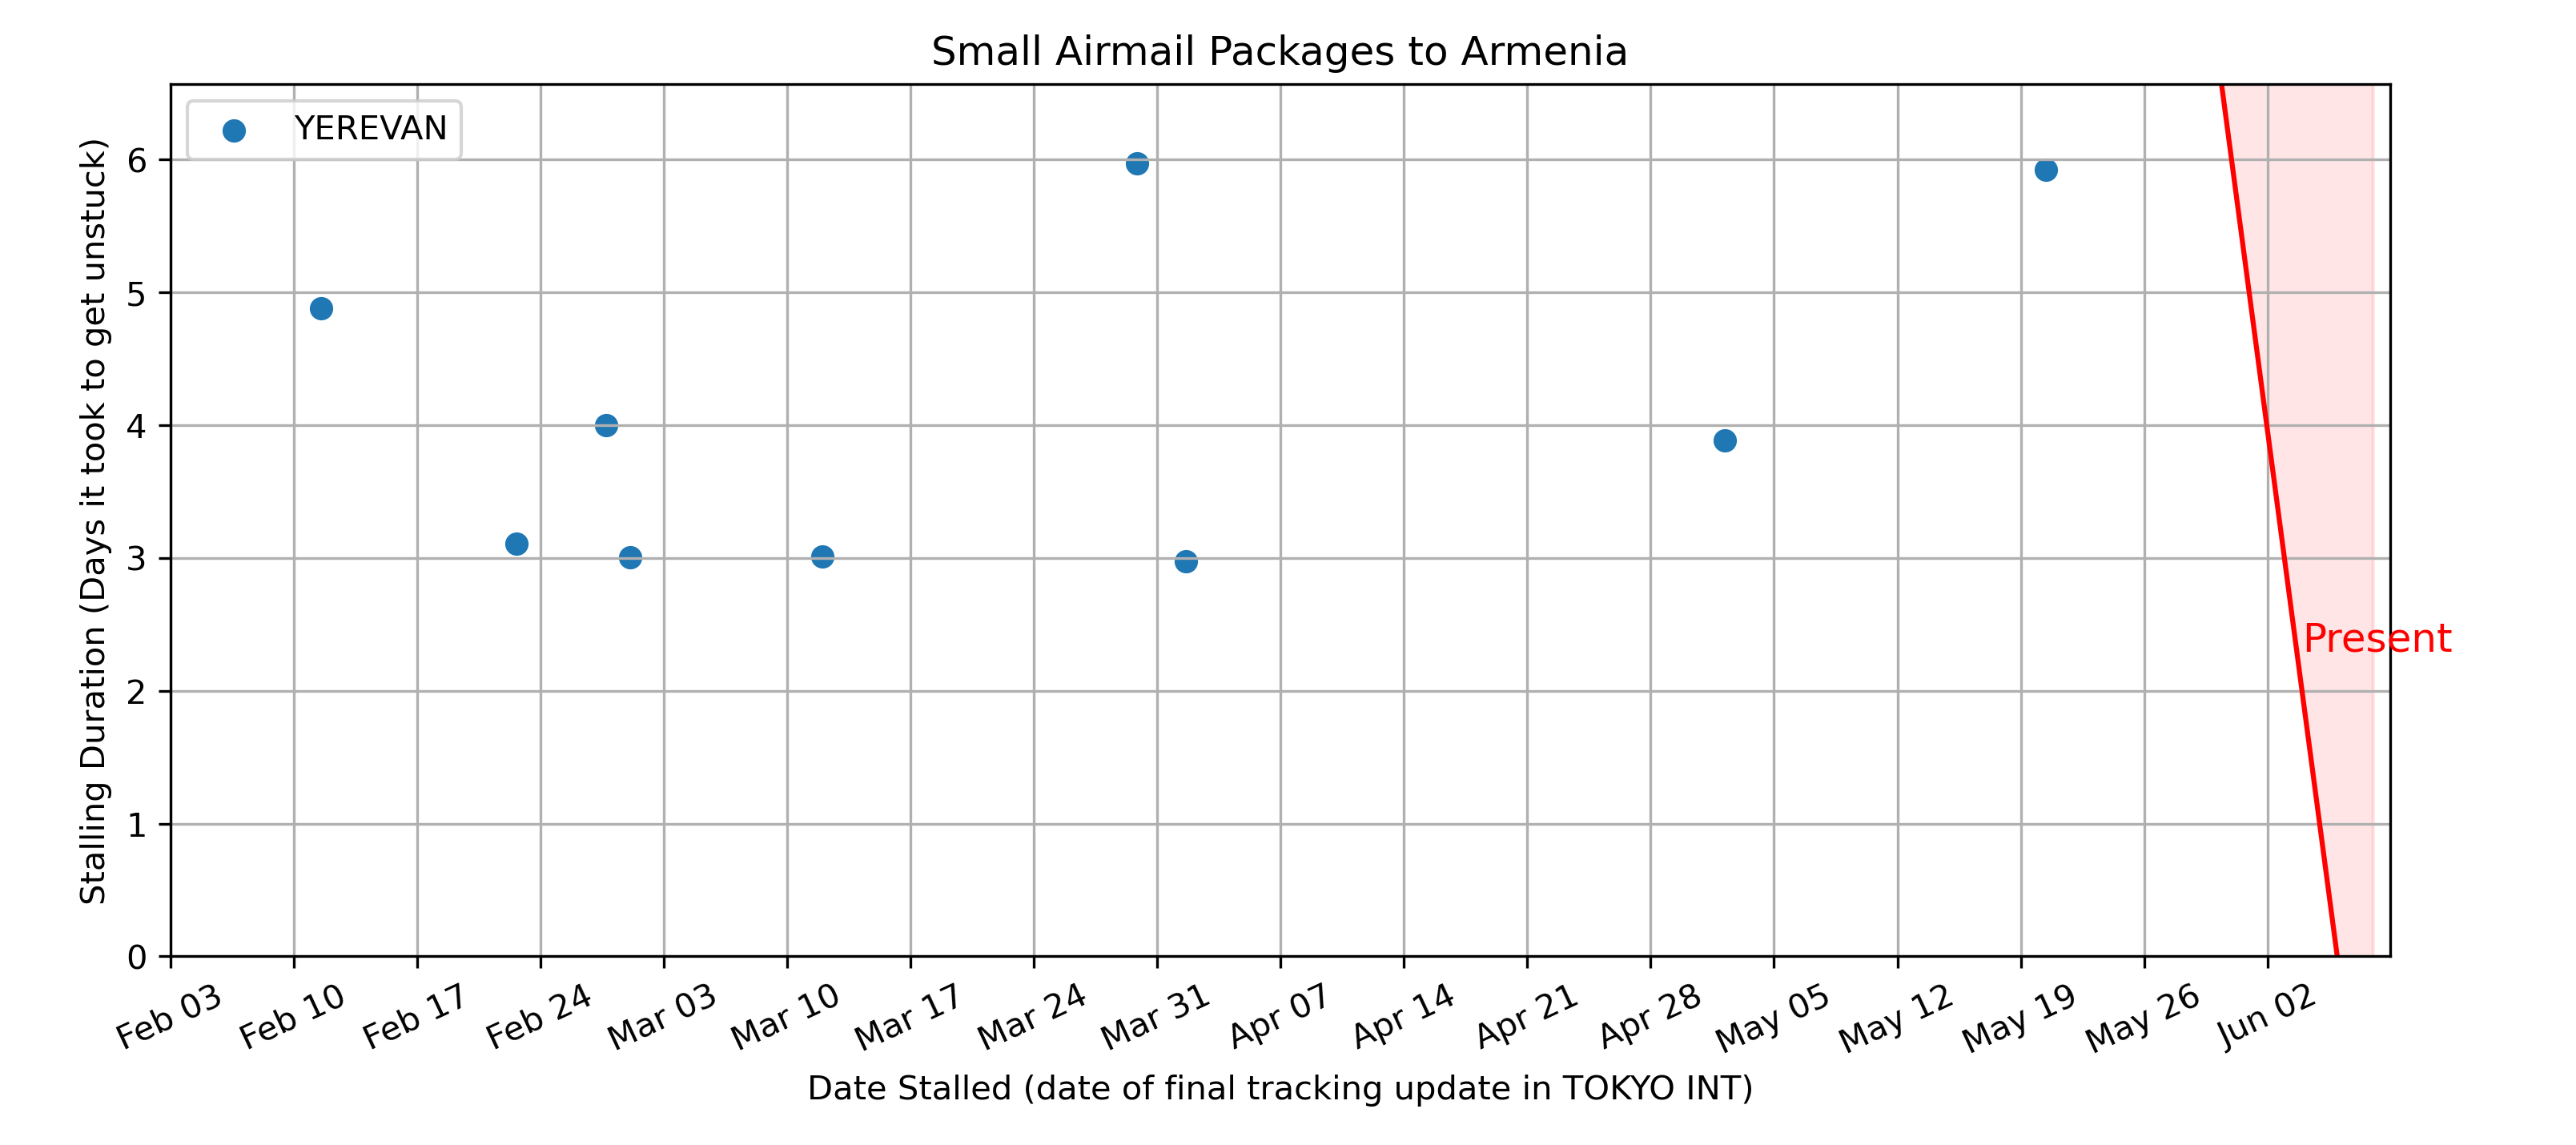 Small Airmail Packages to Armenia
YEREVAN
Stalling Duration (Days it took to get unstuck)
6
5
4
3
2
1
0
Present
Feb 03
Feb 10
Feb 17
Feb 24
Mar 03
Mar 10
Mar 17
Mar 24
Mar 31
Apr 07
Apr 14
Apr 21
Apr 28
May 05
May 12
May 19
May 26
Jun 02
Date Stalled (date of final tracking update in TOKYO INT)